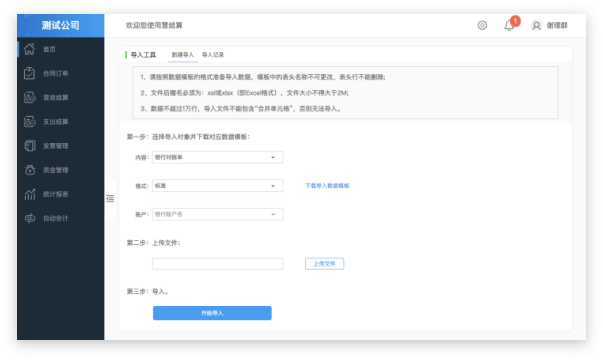 测试公司
欢迎您使用慧结算
1
谢理群
首页
合同订单
营收结算
支出结算
发票管理
资金管理
统计报表
自动会计
导入工具 新建导入 导入记录
1、请按照数据模板的格式准备导入数据，模板中的表头名称不可更改，表头行不能删除;
2、文件后缀名必须为：xsl或xlsx（即Excel格式），文件大小不得大于2M;
3、数据不超过1万行，导入文件不能包含“合并单元格”，否则无法导入。
第一步：选择导入对象并下载对应数据模板：
内容： 银行对账单
格式： 标准 下载导入数据模板
账户： 银行账户名
第二步：上传文件：
上传文件
第三步：导入。
开始导入